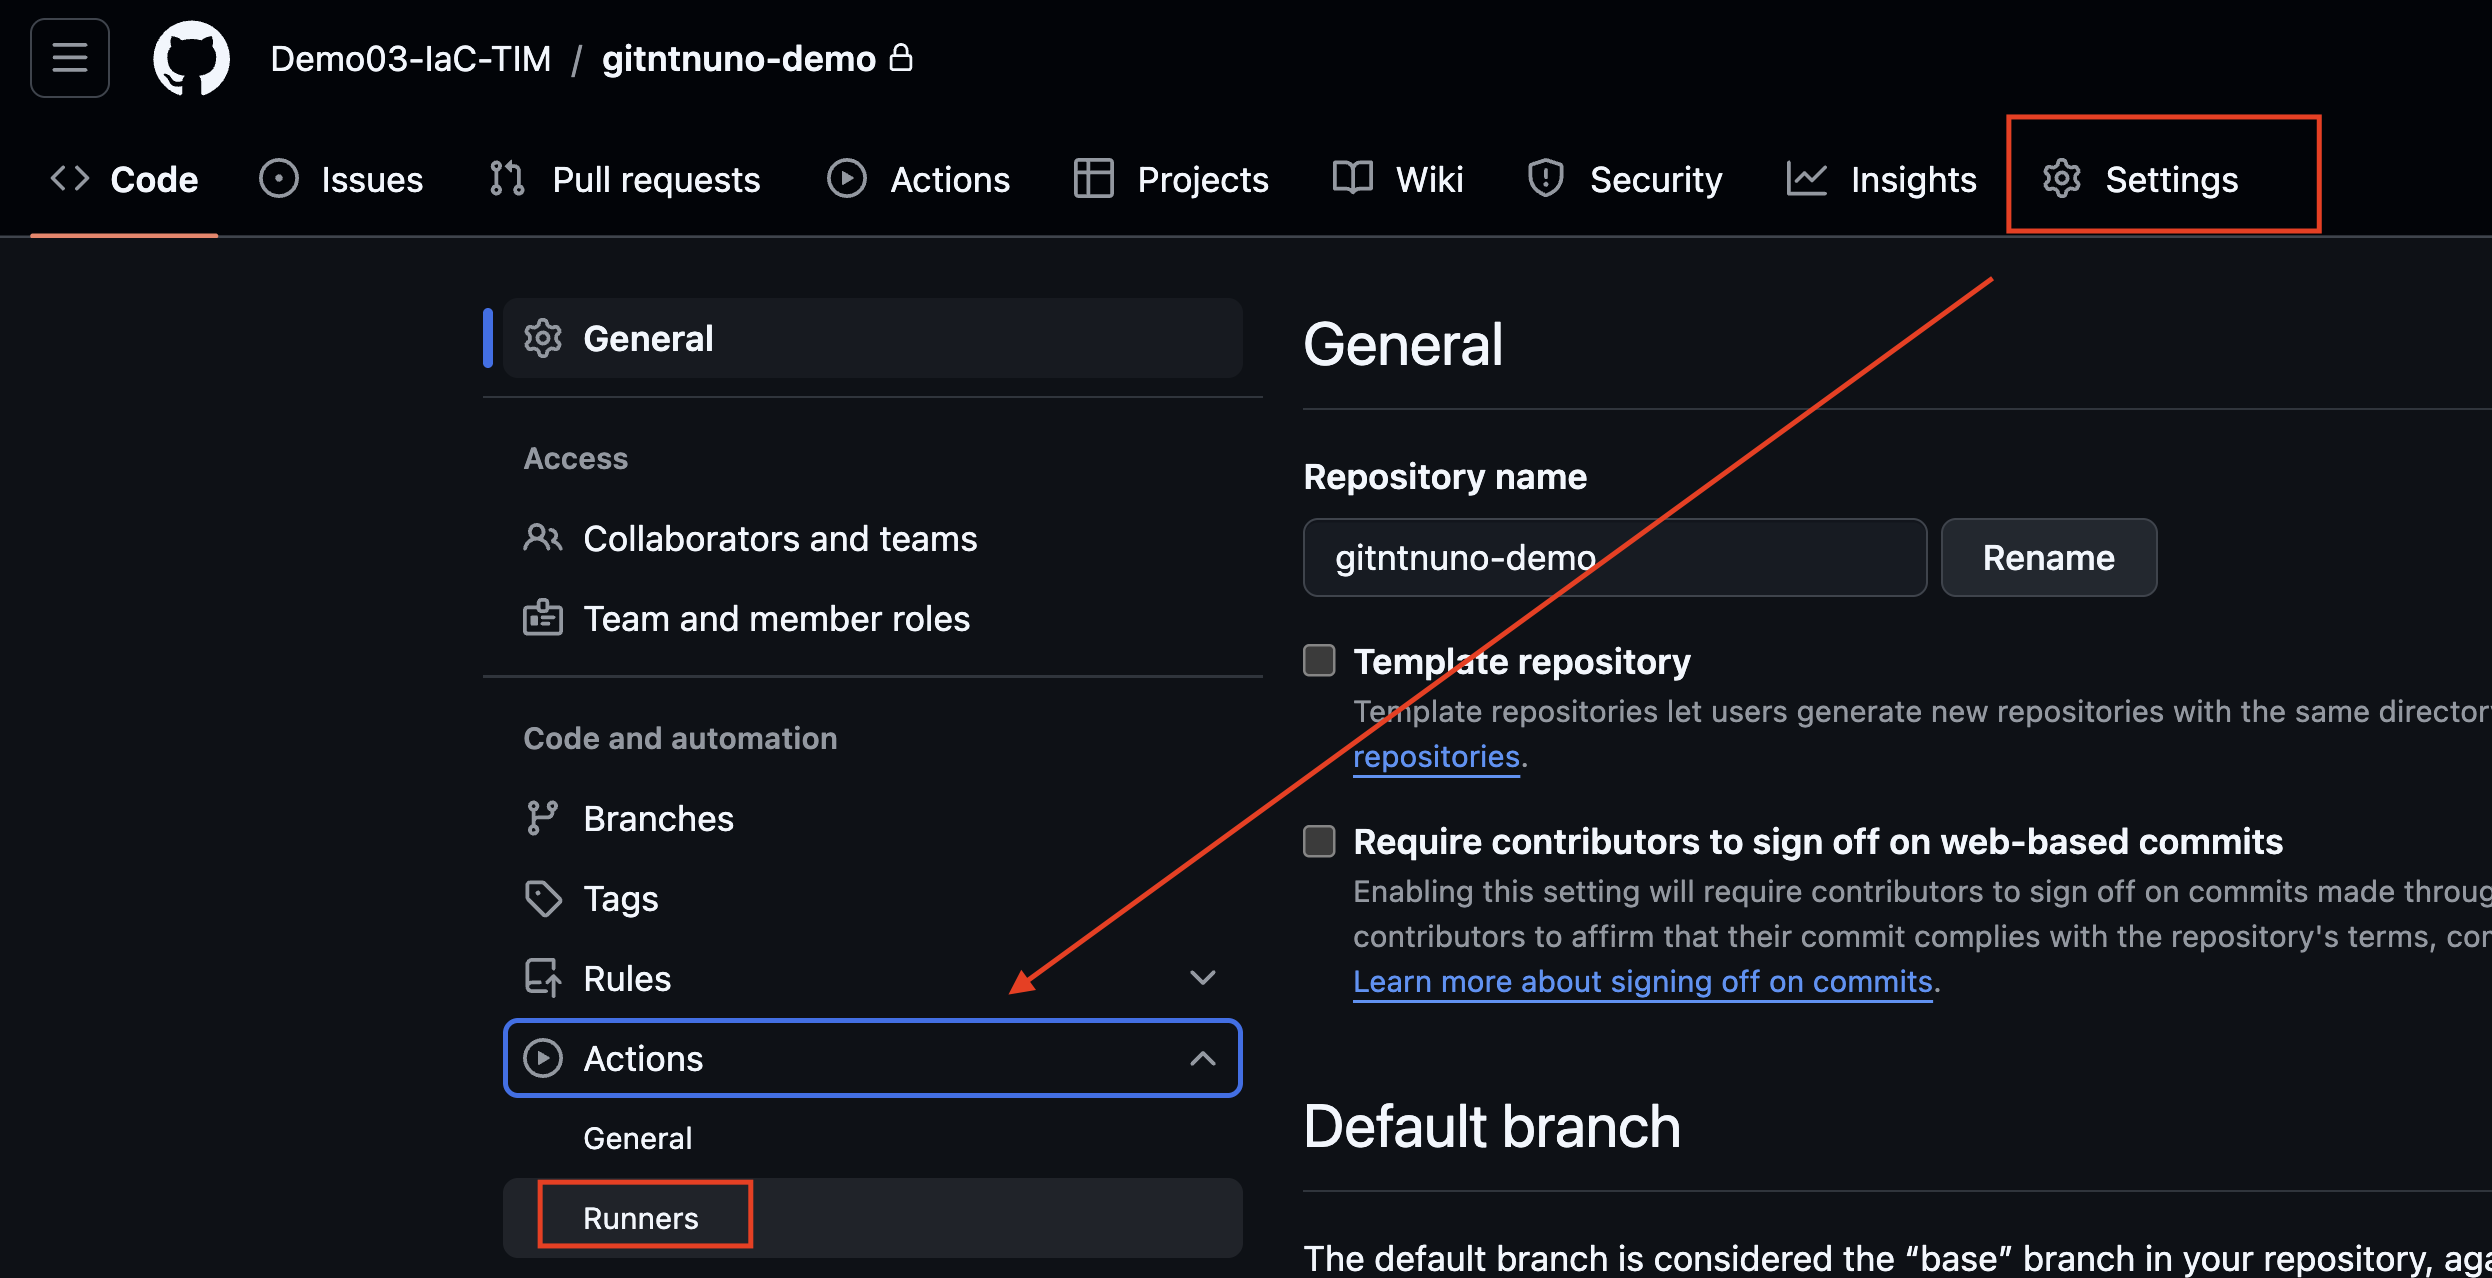 Demo03-IaC-TIM / gitntnuno-demo
Code Issues Pull requests Actions Projects Wiki Security Insights Settings
General
Access
Collaborators and teams
Team and member roles
Code and automation
Branches
Tags
Rules
Actions
General
Runners
General
Repository name
gitntnuno-demo Rename
Template repository
Template repositories let users generate new repositories with the same
repositories.
Require contributors to sign off on web-based commits
Enabling this setting will require contributors to sign off on commits made
contributors to affirm that their commit complies with the repository's terms,
Learn more about signing off on commits.
Default branch
The default branch is considered the “base” branch in your repository,